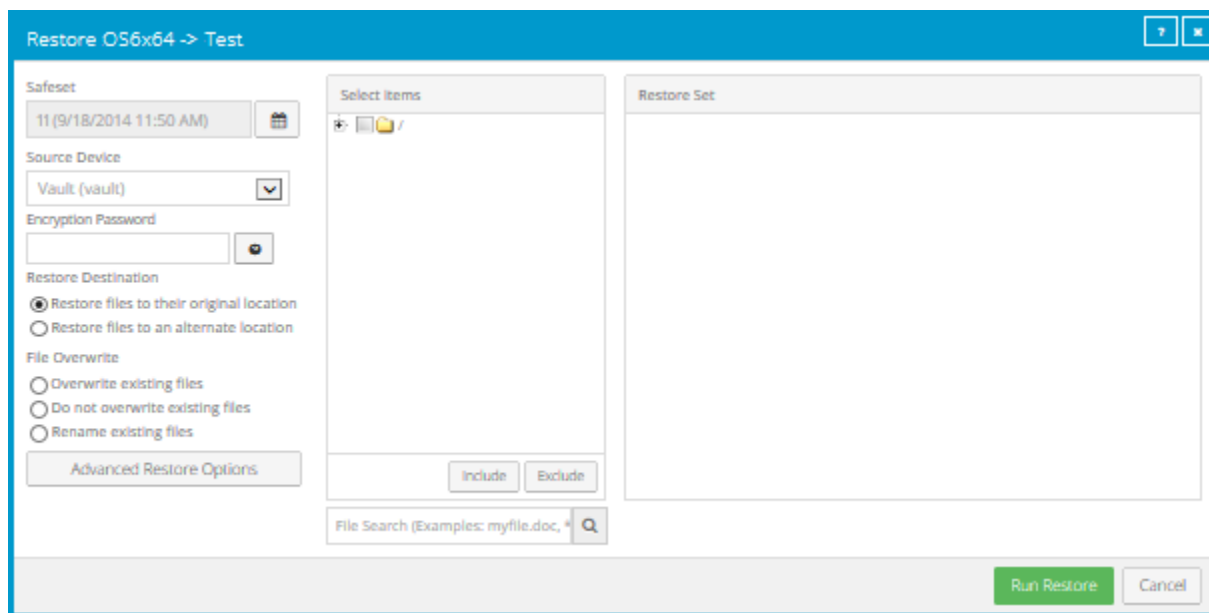 Restore OS6x64 -> Test
?
Safeset
11 (9/18/2014 11:50 AM)
Source Device
Vault (vault)
Encryption Password
Restore Destination
Restore files to their original location
Restore files to an alternate location
File Overwrite
Overwrite existing files
Do not overwrite existing files
Rename existing files
Advanced Restore Options
Select Items
/
Include
Exclude
File Search (Examples: myfile.doc, *
Restore Set
Run Restore
Cancel